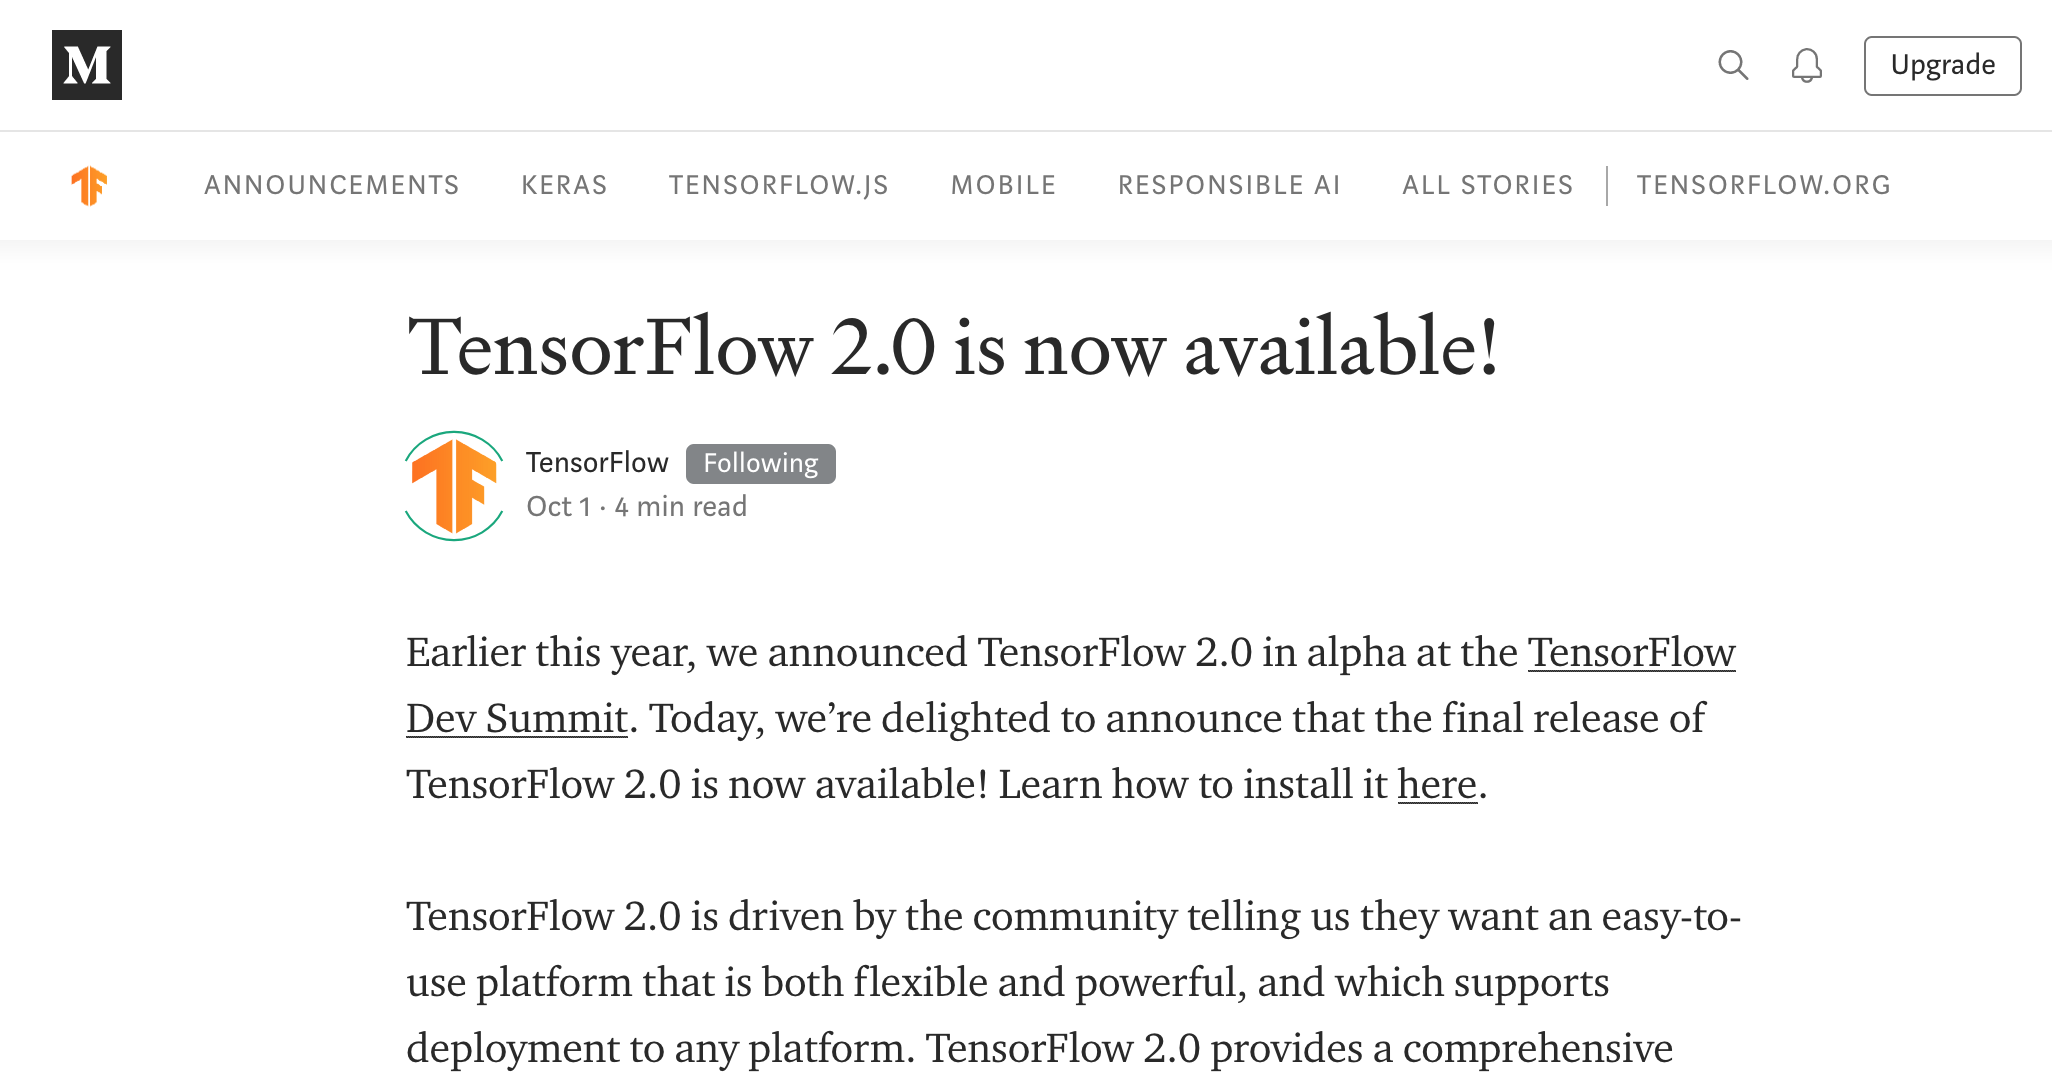 M
Upgrade
ANNOUNCEMENTS KERAS TENSORFLOW.JS MOBILE RESPONSIBLE AI ALL STORIES TENSORFLOW.ORG
TensorFlow 2.0 is now available!
TensorFlow Following
Oct 1 · 4 min read
Earlier this year, we announced TensorFlow 2.0 in alpha at the TensorFlow
Dev Summit. Today, we’re delighted to announce that the final release of
TensorFlow 2.0 is now available! Learn how to install it here.
TensorFlow 2.0 is driven by the community telling us they want an easy-to-
use platform that is both flexible and powerful, and which supports
deployment to any platform. TensorFlow 2.0 provides a comprehensive